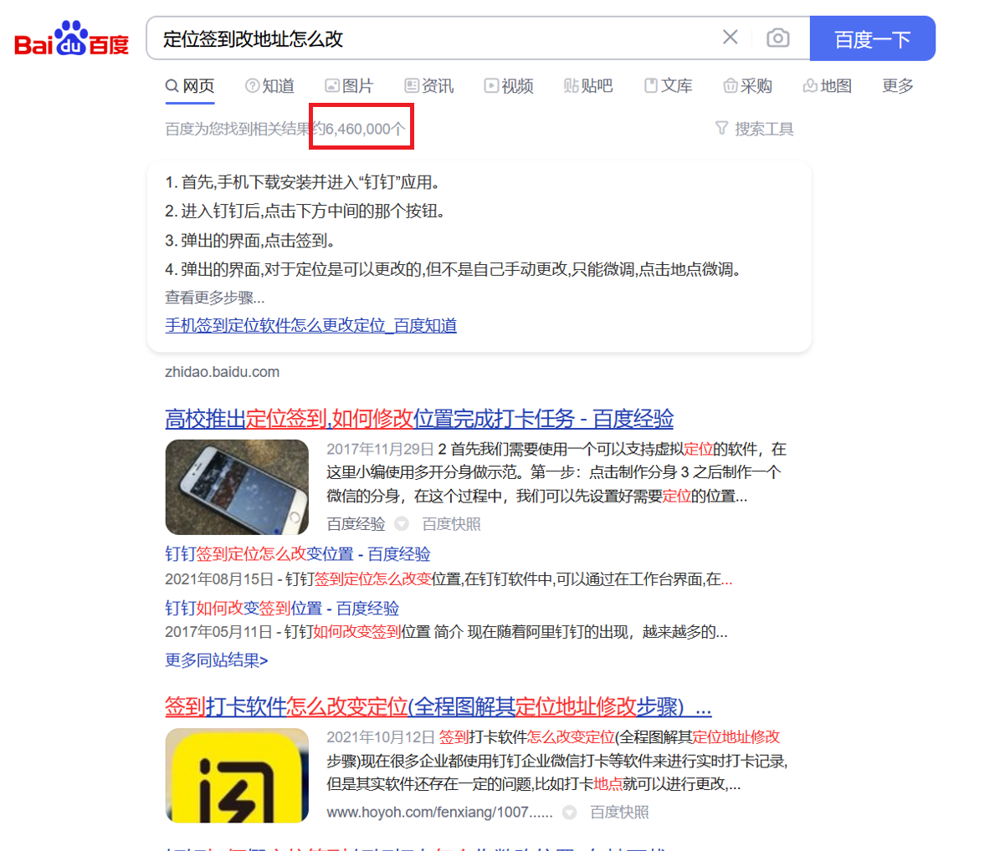 Bai du 百度
定位签到改地址怎么改
百度一下
网页 知道 图片 资讯 视频 贴吧 文库 采购 地图 更多
百度为您找到相关结果约6,460,000个
搜索工具
1. 首先,手机下载安装并进入“钉钉”应用。
2. 进入钉钉后,点击下方中间的那个按钮。
3. 弹出的界面,点击签到。
4. 弹出的界面,对于定位是可以更改的,但不是自己手动更改,只能微调,点击地点微调。
查看更多步骤...
手机签到定位软件怎么更改定位_百度知道
zhidao.baidu.com
高校推出定位签到,如何修改位置完成打卡任务 - 百度经验
2017年11月29日 2 首先我们需要使用一个可以支持虚拟定位的软件，在
这里小编使用多开分身做示范。第一步：点击制作分身 3 之后制作一个
微信的分身，在这个过程中，我们可以先设置好需要定位的位置...
百度经验 百度快照
钉钉签到定位怎么改变位置 - 百度经验
2021年08月15日 - 钉钉签到定位怎么改变位置,在钉钉软件中,可以通过在工作台界面,在...
钉钉如何改变签到位置 - 百度经验
2017年05月11日 - 钉钉如何改变签到位置 简介 现在随着阿里钉钉的出现，越来越多的...
更多同站结果>
签到打卡软件怎么改变定位(全程图解其定位地址修改步骤）...
2021年10月12日 签到打卡软件怎么改变定位(全程图解其定位地址修改
步骤)现在很多企业都使用钉钉企业微信打卡等软件来进行实时打卡记录,
但是其实软件还存在一定的问题,比如打卡地点就可以进行更改,...
www.hoyoh.com/fenxiang/1007...... 百度快照